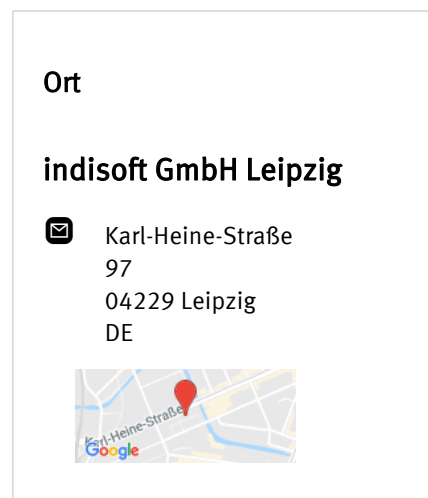 Ort
indisoft GmbH Leipzig
Karl-Heine-Straße
97
04229 Leipzig
DE
Karl-Heine-Straße
Google